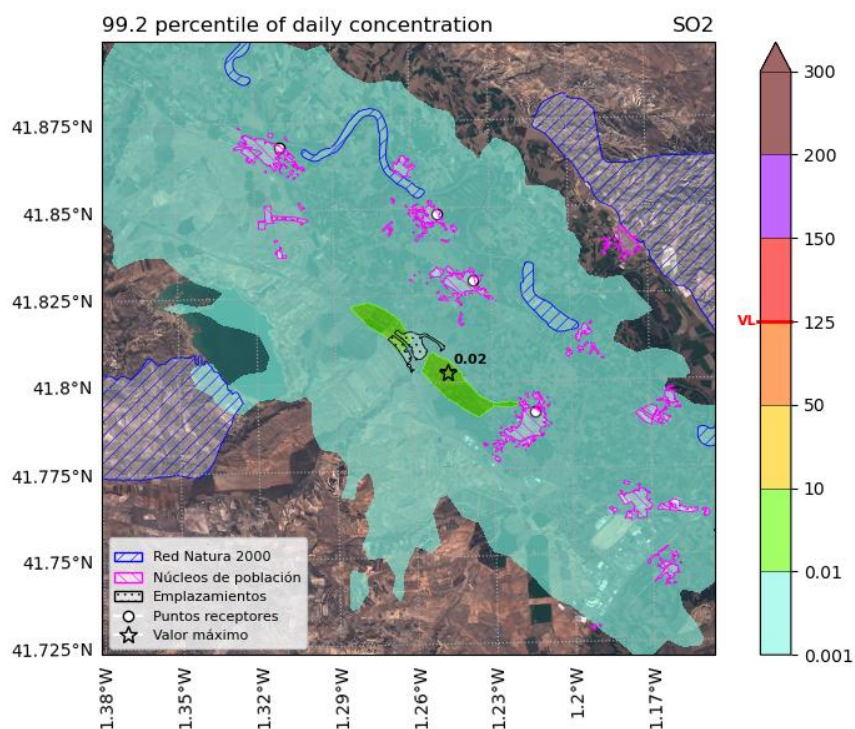 99.2 percentile of daily concentration SO2
300
200
150
VL 125
50
10
0.01
0.001
41.875°N
41.85°N
41.825°N
41.8°N
41.775°N
41.75°N
41.725°N
0.02
Red Natura 2000
Núcleos de población
Emplazamientos
Puntos receptores
Valor máximo
1.38°W
1.35°W
1.32°W
1.29°W
1.26°W
1.23°W
1.2°W
1.17°W